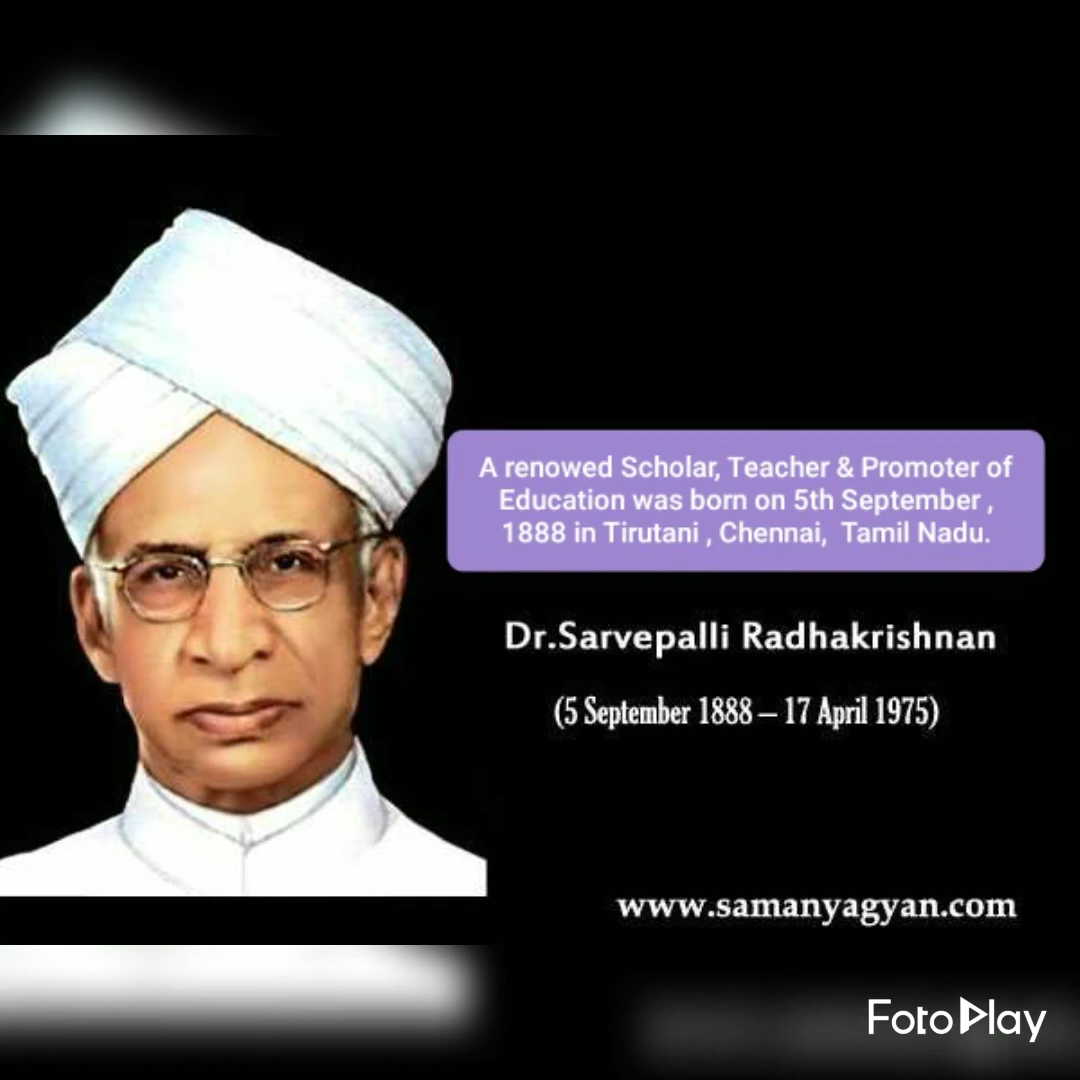 A renowed Scholar, Teacher & Promoter of
Education was born on 5th September ,
1888 in Tirutani , Chennai,  Tamil Nadu.
Dr.Sarvepalli Radhakrishnan
(5 September 1888 – 17 April 1975)
www.samanyagyan.com
FotoPlay